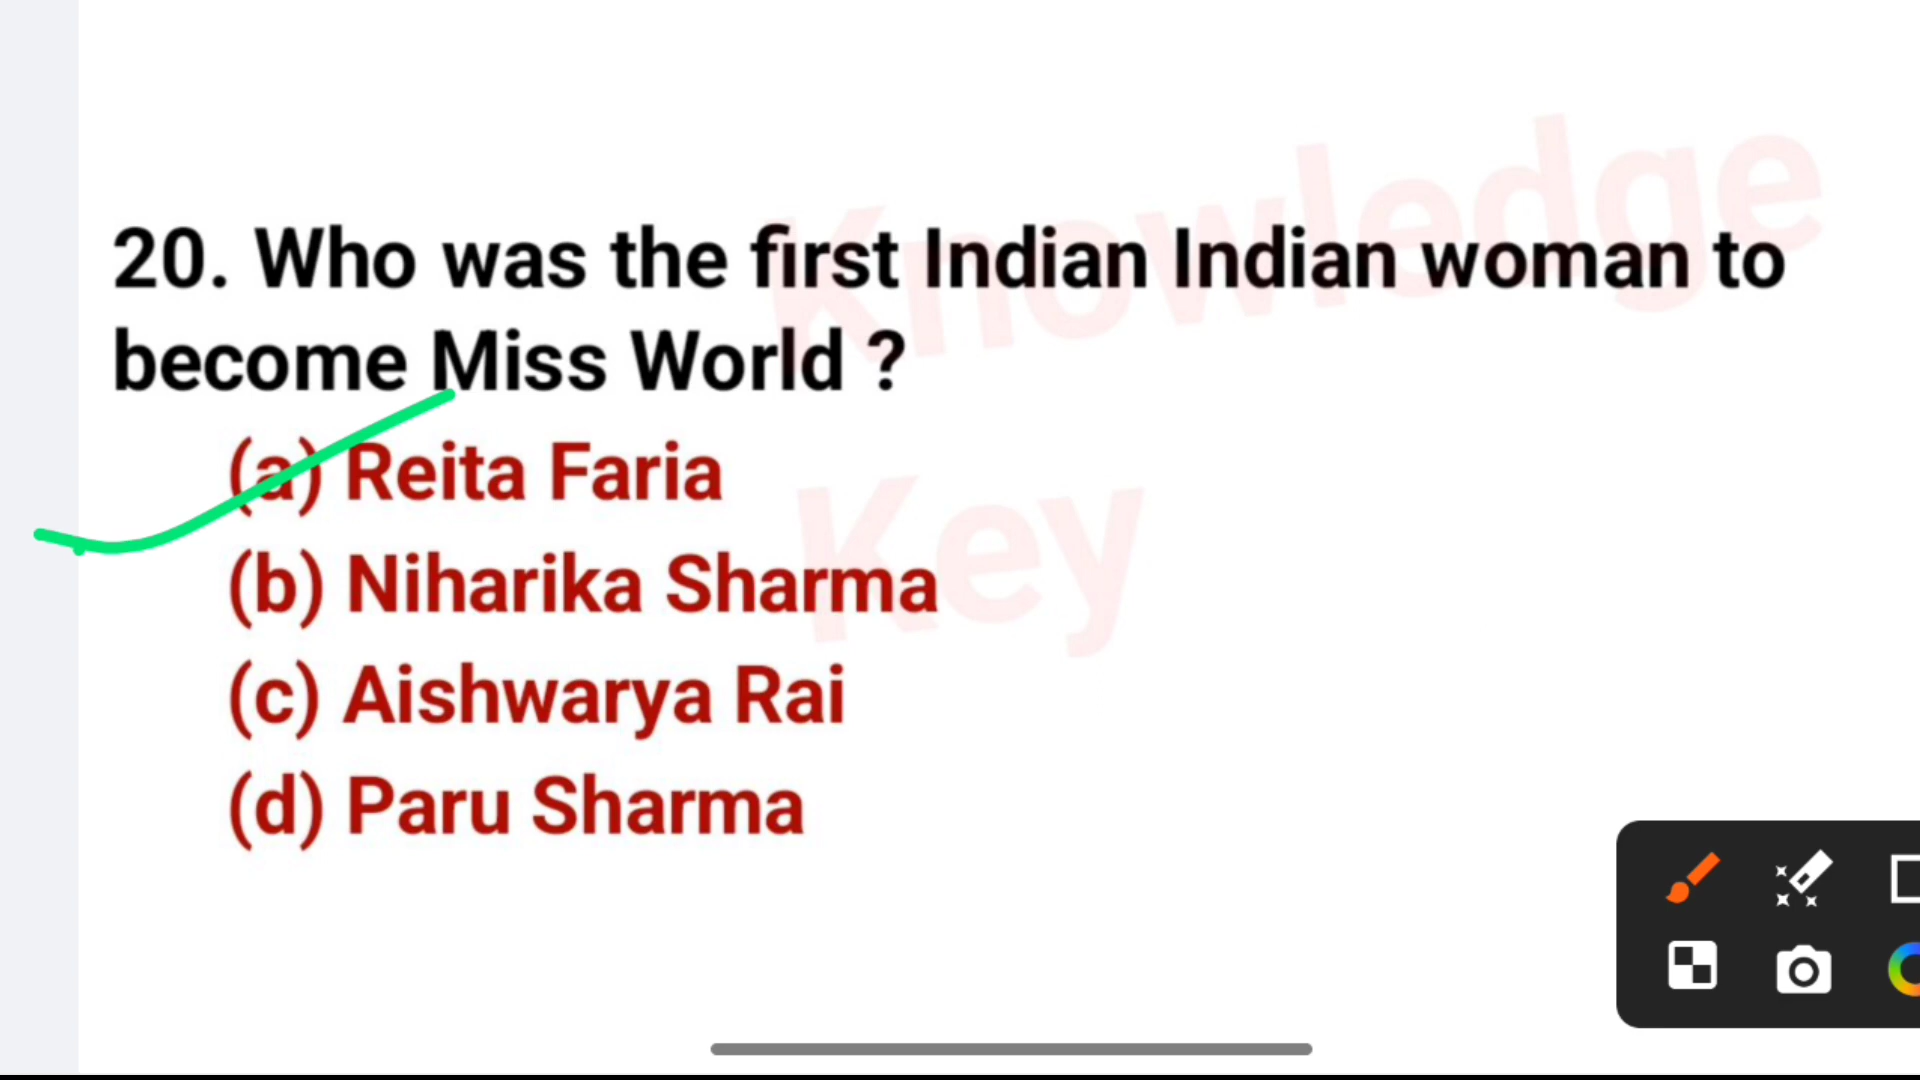 Knowledge
Key
20. Who was the first Indian Indian woman to
become Miss World ?
(a) Reita Faria
(b) Niharika Sharma
(c) Aishwarya Rai
(d) Paru Sharma